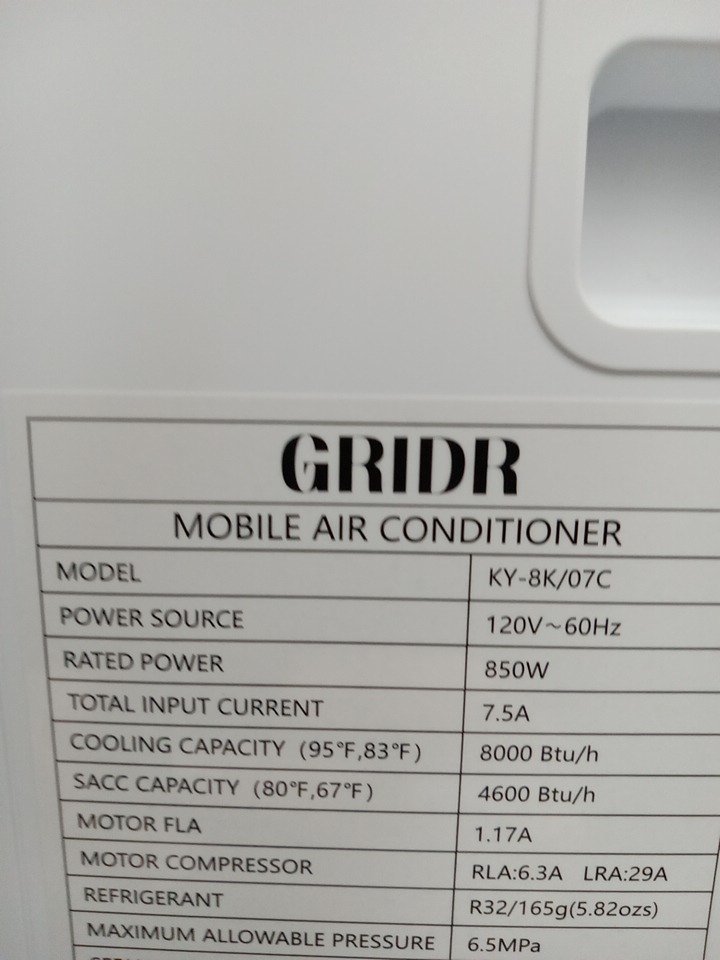 GRIDR
MOBILE AIR CONDITIONER
MODEL KY-8K/07C
POWER SOURCE 120V~60Hz
RATED POWER 850W
TOTAL INPUT CURRENT 7.5A
COOLING CAPACITY (95°F,83°F) 8000 Btu/h
SACC CAPACITY (80°F,67°F) 4600 Btu/h
MOTOR FLA 1.17A
MOTOR COMPRESSOR RLA:6.3A LRA:29A
REFRIGERANT R32/165g(5.82ozs)
MAXIMUM ALLOWABLE PRESSURE 6.5MPa